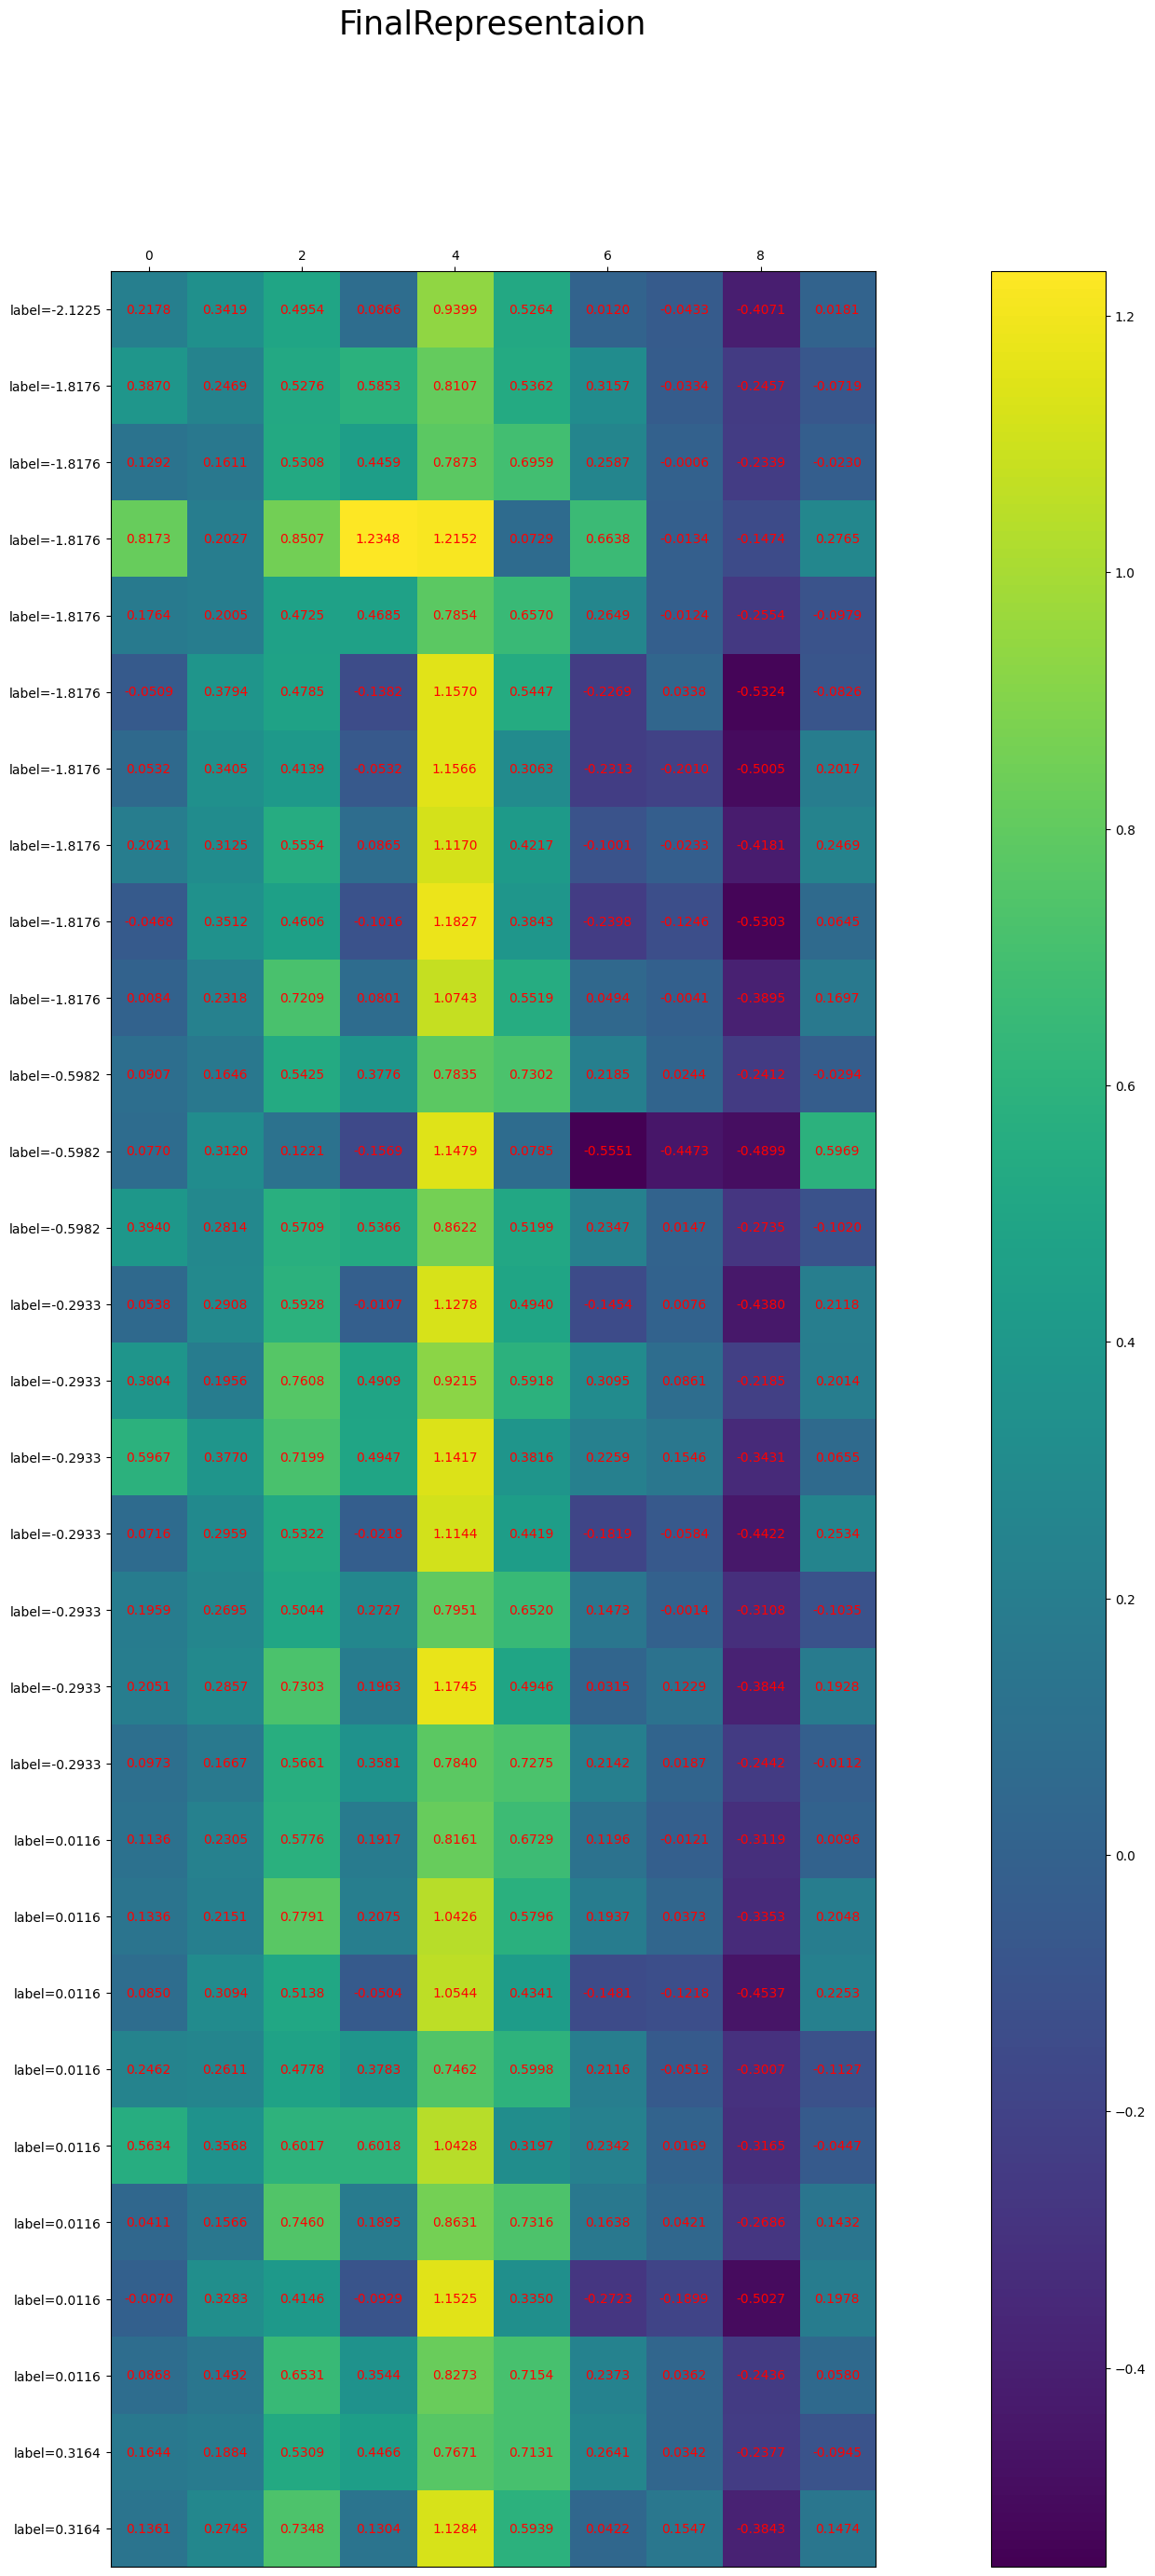 FinalRepresentaion
0 2 4 6 8
label=-2.1225 0.2178 0.3419 0.4954 0.0866 0.9399 0.5264 0.0120 -0.0433 -0.4071 0.0181
label=-1.8176 0.3870 0.2469 0.5276 0.5853 0.8107 0.5362 0.3157 -0.0334 -0.2457 -0.0719
label=-1.8176 0.1292 0.1611 0.5308 0.4459 0.7873 0.6959 0.2587 -0.0006 -0.2239 -0.0230
label=-1.8176 0.8173 0.2027 0.8507 1.2348 1.2152 0.0729 0.6638 -0.0134 -0.1474 0.2765
label=-1.8176 0.1764 0.2005 0.4725 0.4685 0.7854 0.6570 0.2649 -0.0124 -0.2554 -0.0979
label=-1.8176 -0.0509 0.3794 0.4785 -0.1382 1.1570 0.5447 -0.2269 0.0338 -0.5324 -0.0826
label=-1.8176 0.0532 0.3405 0.4139 -0.0532 1.1566 0.3063 -0.2313 -0.2016 -0.5005 0.2017
label=-1.8176 0.2021 0.3125 0.5554 0.0865 1.1170 0.4217 -0.1001 -0.0233 -0.4181 0.2469
label=-1.8176 -0.0468 0.3512 0.4606 -0.1016 1.1827 0.3843 -0.2398 -0.1246 -0.5303 0.0645
label=-1.8176 0.0084 0.2318 0.7209 0.0801 1.0743 0.5519 0.0494 -0.0041 -0.3895 0.1697
label=-0.5982 0.0907 0.1646 0.5425 0.3776 0.7835 0.7302 0.2185 0.0244 -0.2412 -0.0294
label=-0.5982 0.0770 0.3120 0.1221 -0.1569 1.1479 0.0785 -0.5551 -0.4473 -0.4899 0.5969
label=-0.5982 0.3940 0.2814 0.5709 0.5366 0.8622 0.5199 0.2347 0.0147 -0.2735 -0.1020
label=-0.2933 0.0538 0.2908 0.5928 -0.0107 1.1278 0.4940 -0.1454 0.0076 -0.4380 0.2118
label=-0.2933 0.3804 0.1956 0.7608 0.4909 0.9215 0.5918 0.3095 0.0861 -0.2185 0.2014
label=-0.2933 0.5967 0.3770 0.7199 0.4947 1.1417 0.3816 0.2259 0.1546 -0.3431 0.0655
label=-0.2933 0.0716 0.2959 0.5322 -0.0218 1.1144 0.4419 -0.0584 -0.4422 0.2534
label=-0.2933 0.1959 0.2695 0.5044 0.2727 0.7951 0.6520 0.1473 -0.0014 -0.3108 -0.1035
label=-0.2933 0.2051 0.2857 0.7303 0.1963 1.1745 0.4946 0.0315 0.1229 -0.3844 0.1928
label=-0.2933 0.0973 0.1667 0.5661 0.3581 0.7840 0.7275 0.2142 0.0187 -0.2442 -0.0112
label=0.0116 0.1136 0.2305 0.5776 0.1917 0.8161 0.6729 0.1196 -0.0121 -0.3119 0.0096
label=0.0116 0.1336 0.2151 0.7791 0.2075 1.0426 0.5796 0.1937 0.0373 -0.3353 0.2048
label=0.0116 0.0850 0.3094 0.5138 -0.0504 1.0544 0.4341 -0.1481 -0.1218 -0.4537 0.2253
label=0.0116 0.2462 0.2611 0.4778 0.3783 0.7462 0.5998 0.2116 -0.0513 -0.3007 -0.1127
label=0.0116 0.5634 0.3568 0.6017 0.6018 1.0428 0.3197 0.2342 0.0169 -0.3165 -0.0447
label=0.0116 0.0411 0.1566 0.7460 0.1895 0.8631 0.7316 0.1638 0.0421 -0.2686 0.1432
label=0.0116 -0.0070 0.3283 0.4146 -0.0929 1.1525 0.3350 -0.2723 -0.1899 -0.5027 0.1978
label=0.0116 0.0868 0.1492 0.6531 0.3544 0.8273 0.7154 0.2373 0.0362 -0.2430 0.0580
label=0.3164 0.1644 0.1884 0.5309 0.4466 0.7671 0.7131 0.2641 0.0342 -0.2377 -0.0945
label=0.3164 0.1361 0.2745 0.7348 0.1304 1.1284 0.5939 0.0422 0.1547 -0.3843 0.1474
1.2
1.0
0.8
0.6
0.4
0.2
0.0
−0.2
−0.4